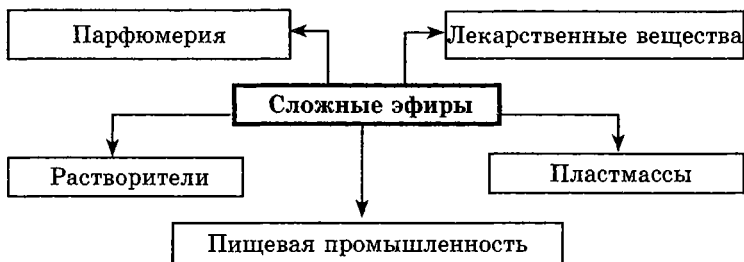 Парфюмерия
Лекарственные вещества
Сложные эфиры
Растворители
Пластмассы
Пищевая промышленность